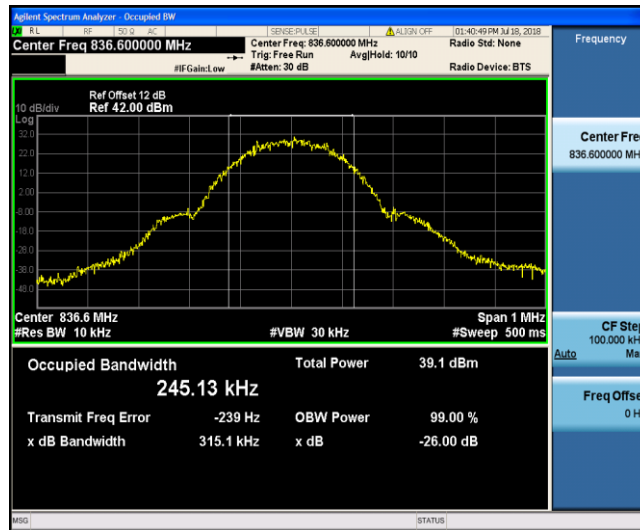 Agilent Spectrum Analyzer - Occupied BW
RL RF 50 Ω AC SENSE:PULSE ALIGN OFF 01:40:49 PM Jul 18, 2018
Center Freq 836.600000 MHz Center Freq: 836.600000 MHz Radio Std: None Frequency
Trig: Free Run Avg|Hold: 10/10
#IFGain:Low #Atten: 30 dB Radio Device: BTS
Ref Offset 12 dB
10 dB/div Ref 42.00 dBm
Log
32.0
22.0
12.0
2.00
-8.00
-18.0
-28.0
-38.0
-48.0
Center Fre
836.600000 MH
Center 836.6 MHz Span 1 MHz
#Res BW 10 kHz #VBW 30 kHz #Sweep 500 ms
CF Step
100.000 kH
Auto Ma
Occupied Bandwidth Total Power 39.1 dBm
245.13 kHz
Freq Offse
0 H
Transmit Freq Error -239 Hz OBW Power 99.00 %
x dB Bandwidth 315.1 kHz x dB -26.00 dB
MSG STATUS